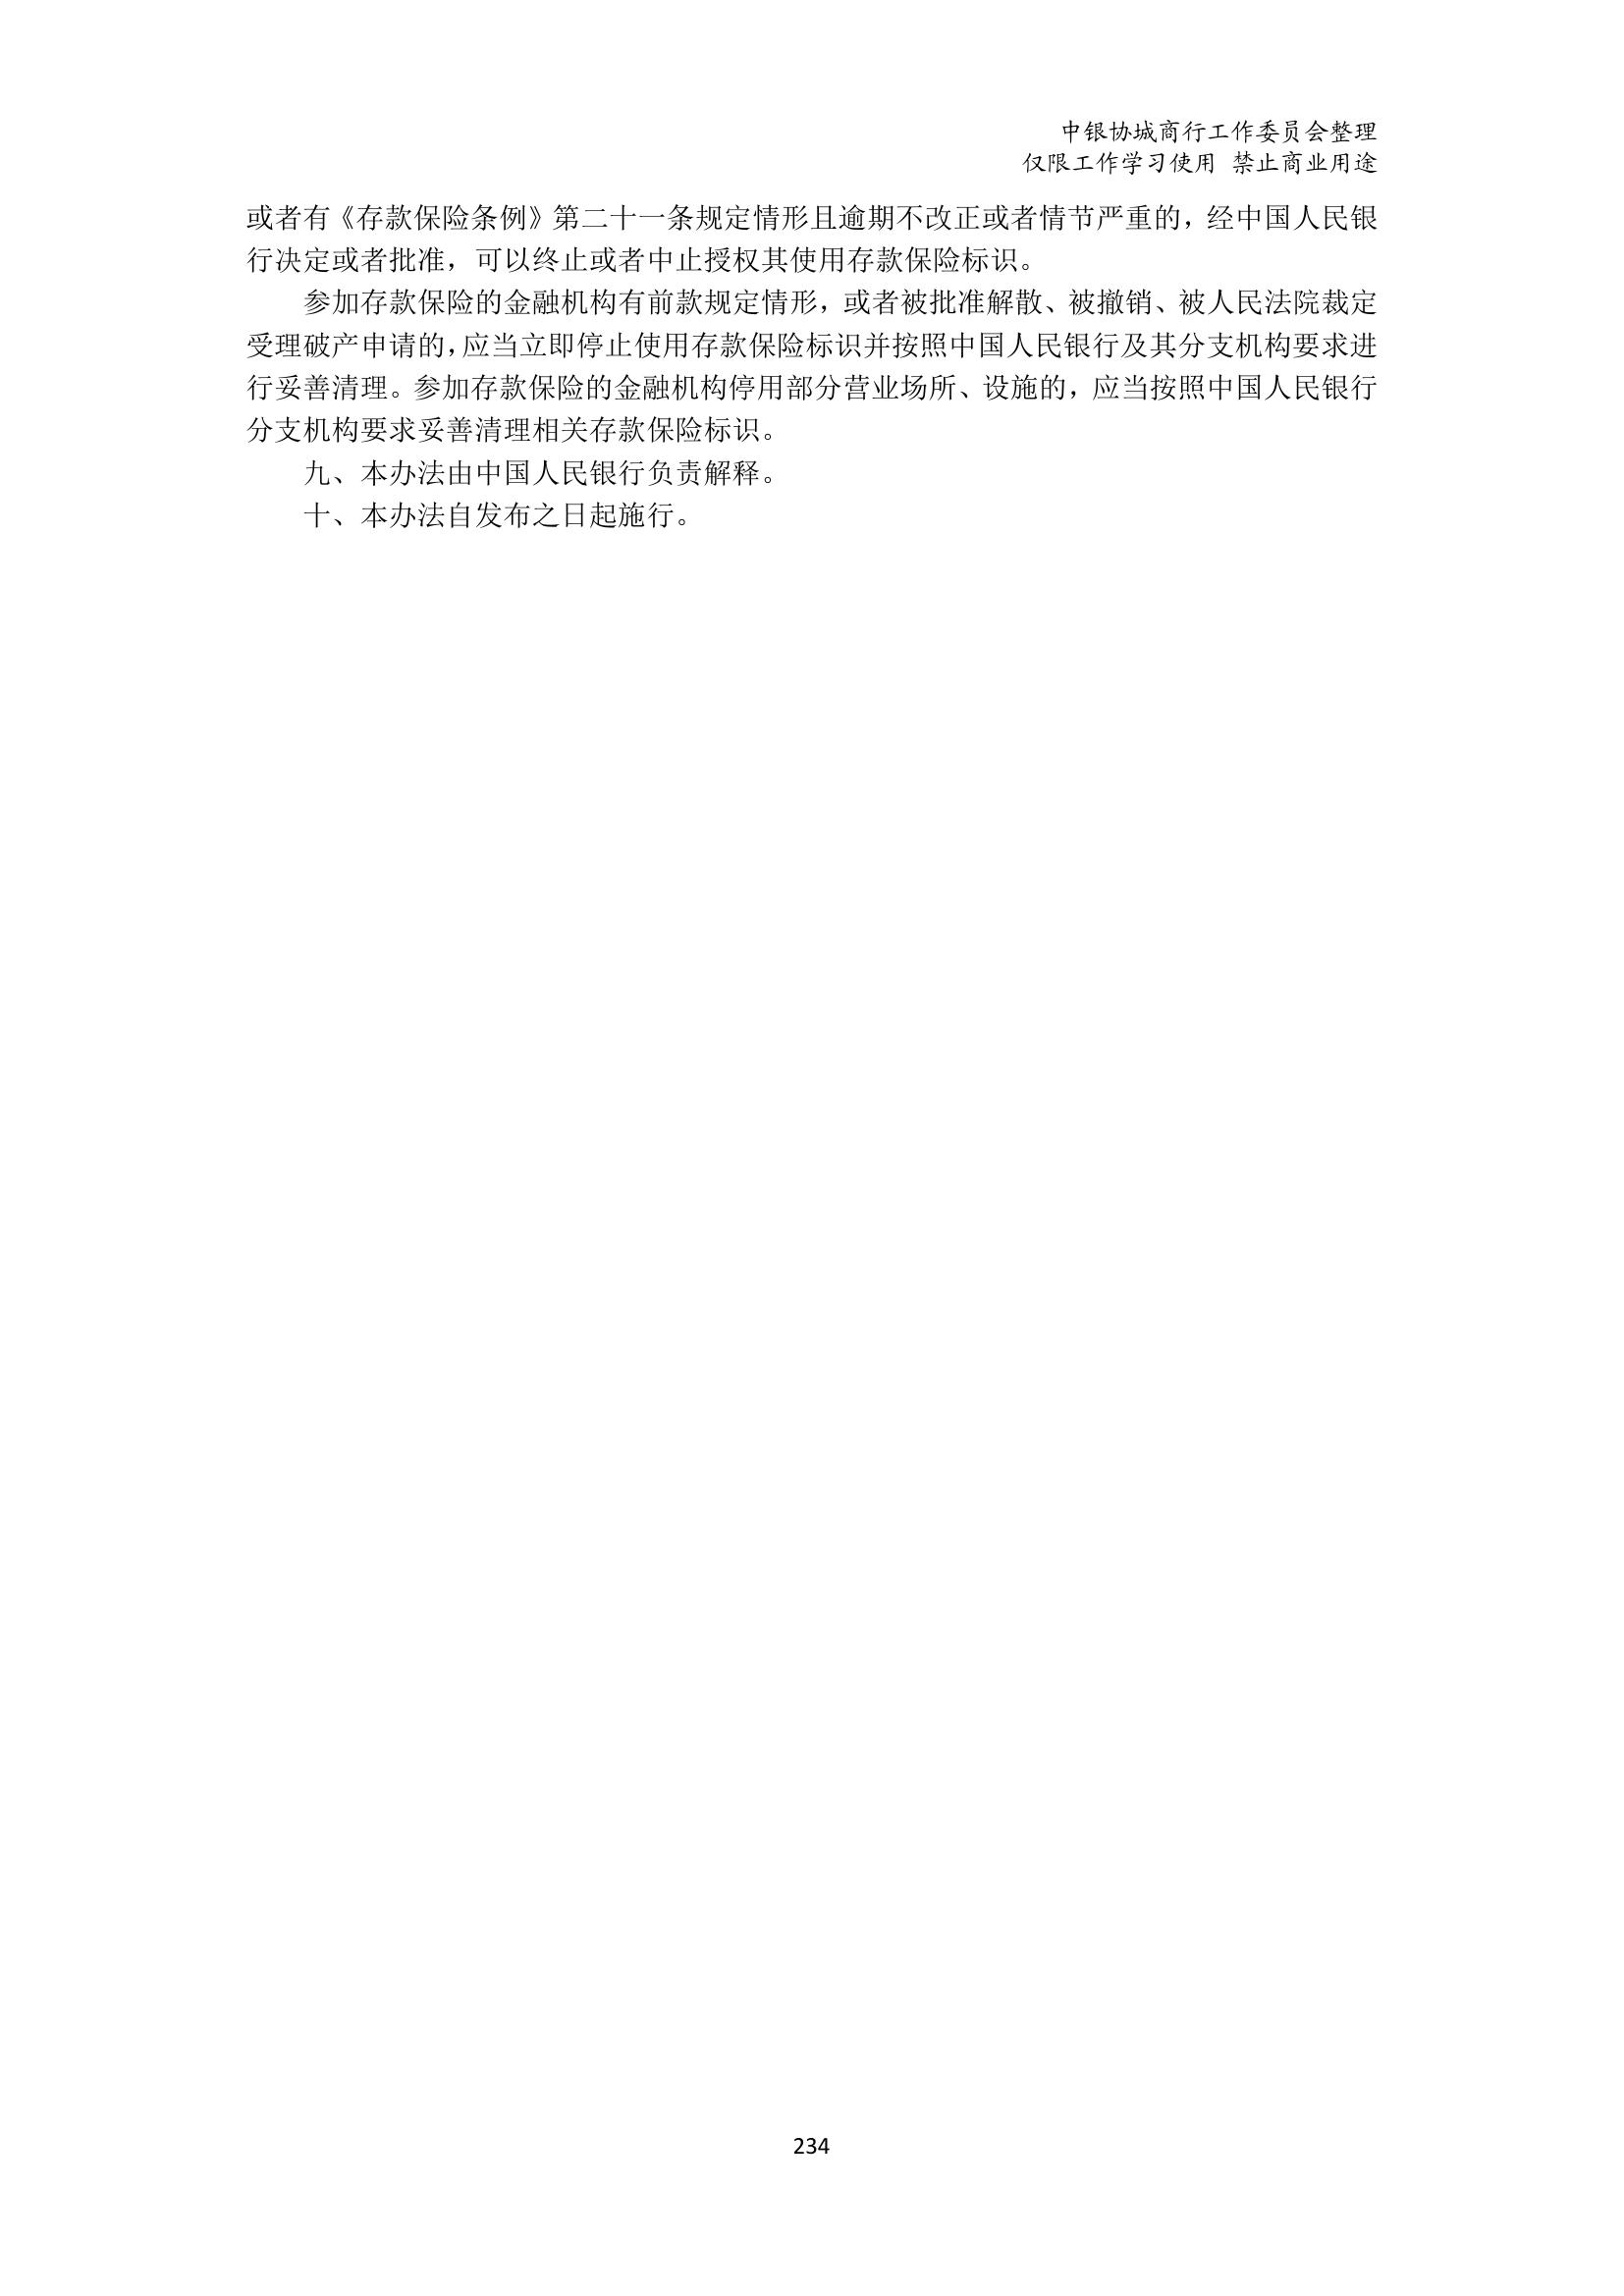 中银协城商行工作委员会整理
仅限工作学习使用 禁止商业用途
或者有《存款保险条例》第二十一条规定情形且逾期不改正或者情节严重的，经中国人民银
行决定或者批准，可以终止或者中止授权其使用存款保险标识。
参加存款保险的金融机构有前款规定情形，或者被批准解散、被撤销、被人民法院裁定
受理破产申请的，应当立即停止使用存款保险标识并按照中国人民银行及其分支机构要求进
行妥善清理。参加存款保险的金融机构停用部分营业场所、设施的，应当按照中国人民银行
分支机构要求妥善清理相关存款保险标识。
九、本办法由中国人民银行负责解释。
十、本办法自发布之日起施行。
234